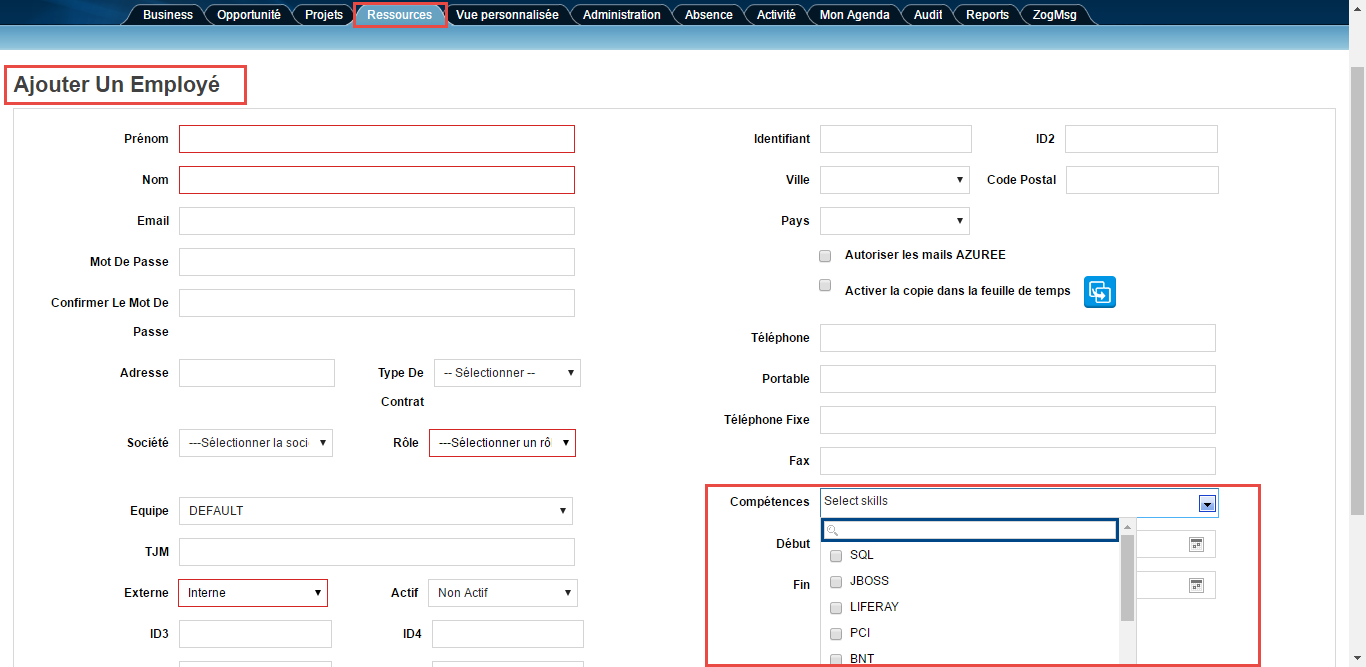 Business Opportunité Projets Ressources Vue personnalisée Administration Absence Activité Mon Agenda Audit Reports ZogMsg
Ajouter Un Employé
Prénom
Nom
Email
Mot De Passe
Confirmer Le Mot De
Passe
Adresse Type De -- Sélectionner --
Contrat
Société ---Sélectionner la soci Rôle ---Sélectionner un rô
Equipe DEFAULT
TJM
Externe Interne Actif Non Actif
ID3 ID4
Identifiant ID2
Ville Code Postal
Pays
Autoriser les mails AZUREE
Activer la copie dans la feuille de temps
Téléphone
Portable
Téléphone Fixe
Fax
Compétences Select skills
Début
Fin
SQL
JBOSS
LIFERAY
PCI
BNT